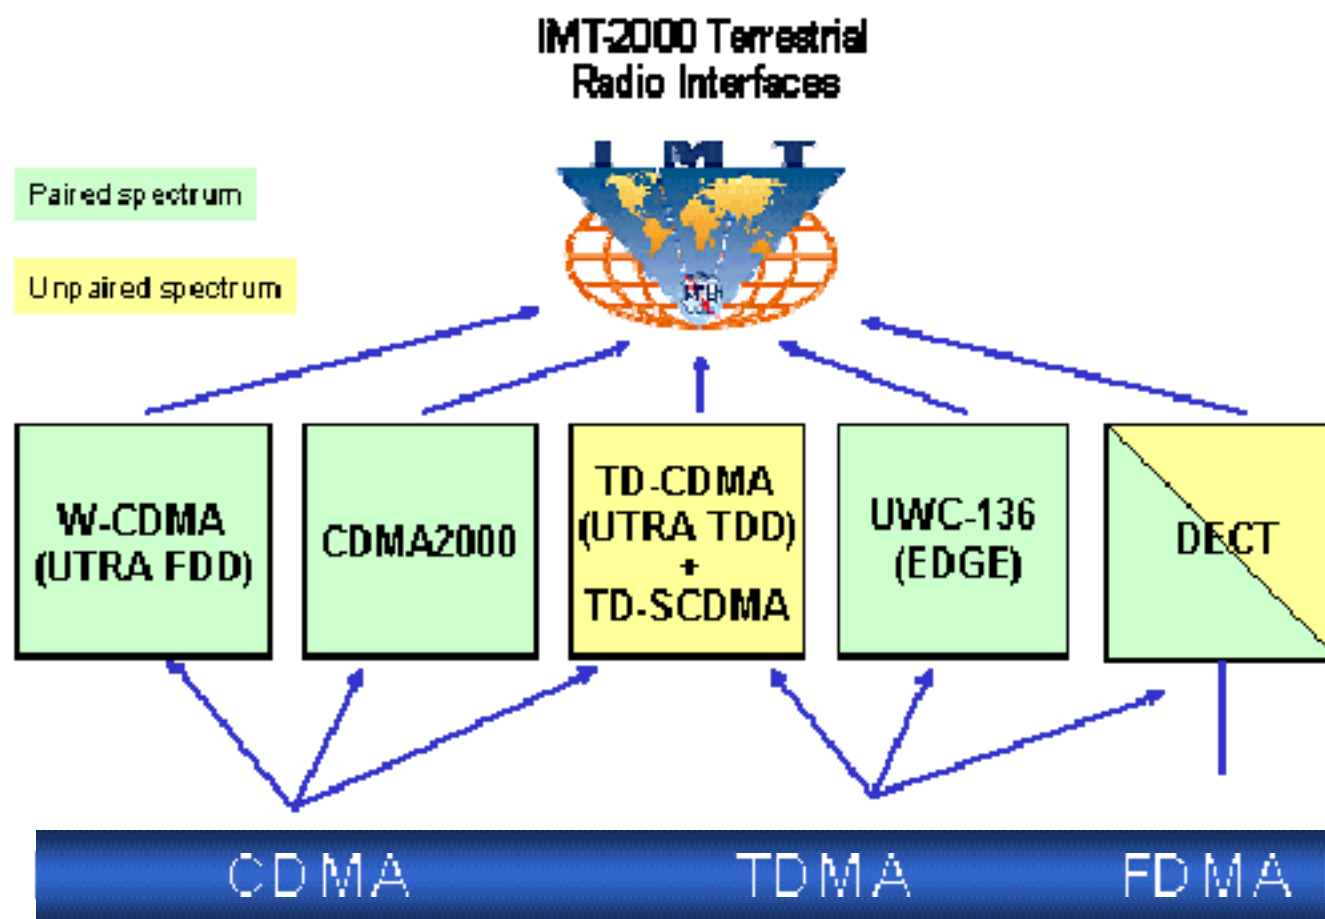 IMT-2000 Terrestrial
Radio Interfaces
I M T
Paired spectrum
Unpaired spectrum
W-CDMA
(UTRA FDD)
CDMA2000
TD-CDMA
(UTRA TDD)
+
TD-SCDMA
UWC-136
(EDGE)
DECT
CDMA
TDMA
FDMA